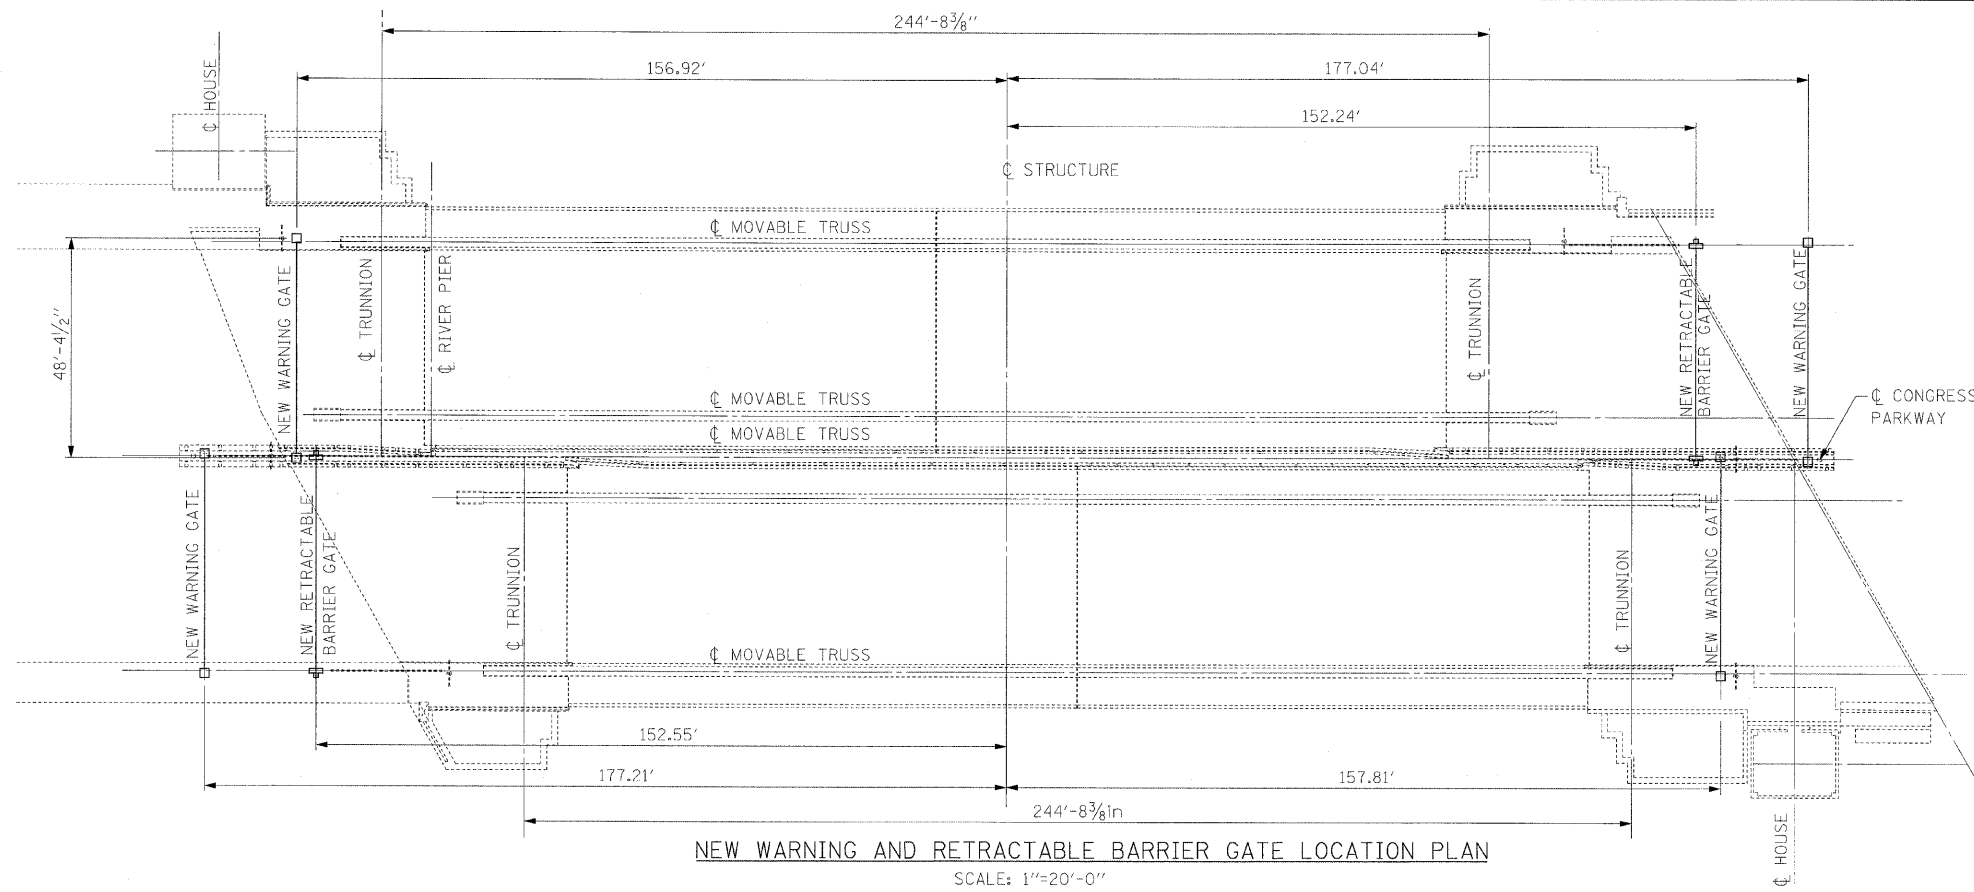 244'-8⅜"
156.92'
177.04'
152.24'
℄ HOUSE
℄ STRUCTURE
℄ MOVABLE TRUSS
48'-4½"
NEW WARNING GATE
℄ TRUNNION
℄ RIVER PIER
℄ TRUNNION
NEW RETRACTABLE
BARRIER GATE
NEW WARNING GATE
℄ MOVABLE TRUSS
℄ MOVABLE TRUSS
℄ CONGRESS
PARKWAY
NEW WARNING GATE
NEW RETRACTABLE
BARRIER GATE
℄ TRUNNION
℄ TRUNNION
NEW WARNING GATE
℄ MOVABLE TRUSS
152.55'
177.21'
157.81'
244'-8⅜in
℄ HOUSE
NEW WARNING AND RETRACTABLE BARRIER GATE LOCATION PLAN
SCALE: 1"=20'-0"